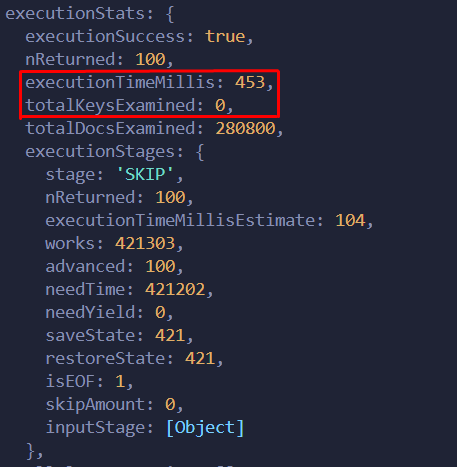 executionStats: {
executionSuccess: true,
nReturned: 100,
executionTimeMillis: 453,
totalKeysExamined: 0,
totalDocsExamined: 280800,
executionStages: {
stage: 'SKIP',
nReturned: 100,
executionTimeMillisEstimate: 104,
works: 421303,
advanced: 100,
needTime: 421202,
needYield: 0,
saveState: 421,
restoreState: 421,
isEOF: 1,
skipAmount: 0,
inputStage: [Object]
},